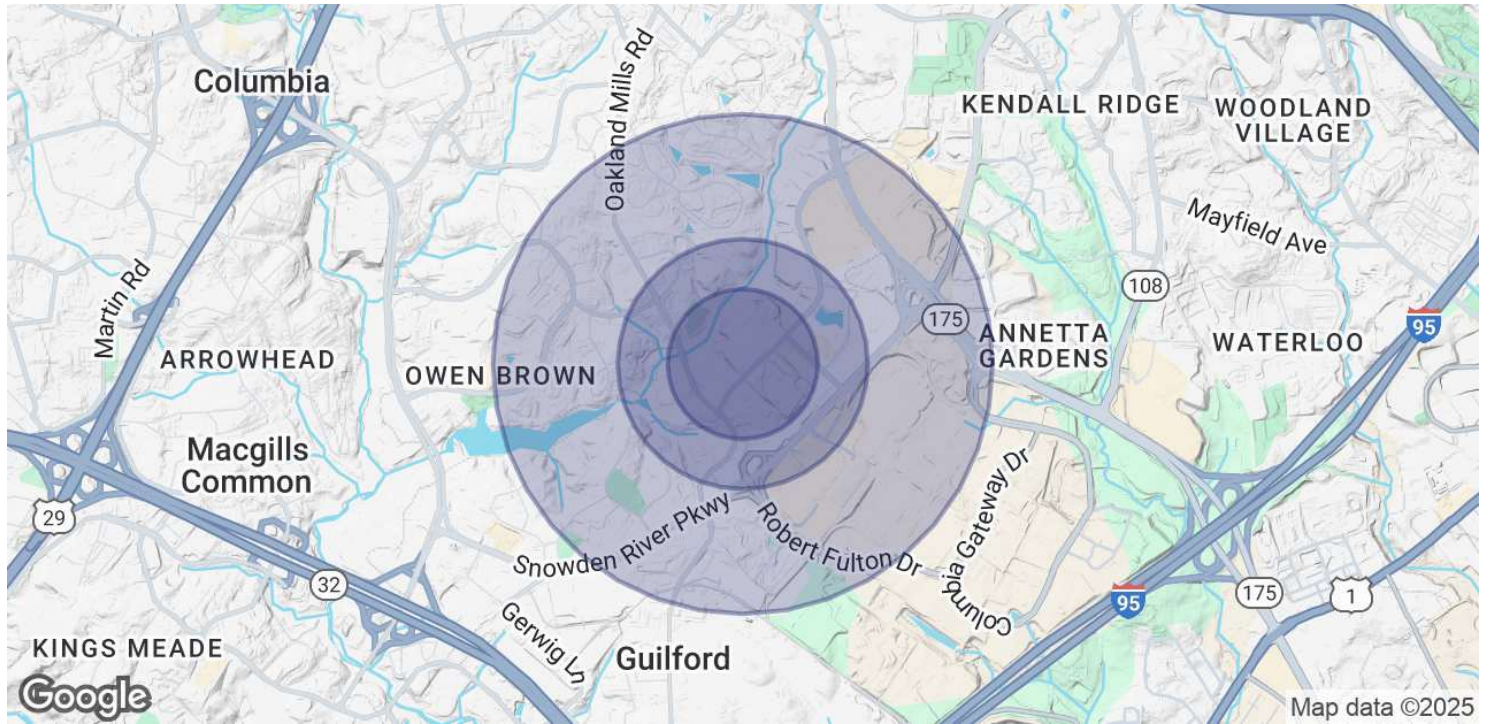 Columbia
Oakland Mills Rd
KENDALL RIDGE
WOODLAND
VILLAGE
Mayfield Ave
Martin Rd
108
175
ANNETTA
GARDENS
95
WATERLOO
ARROWHEAD
OWEN BROWN
Macgills
Common
29
Snowden River Pkwy
Robert Fulton Dr
Columbia Gateway Dr
32
95
175
1
Gerwig Ln
KINGS MEADE
Guilford
Google
Map data ©2025